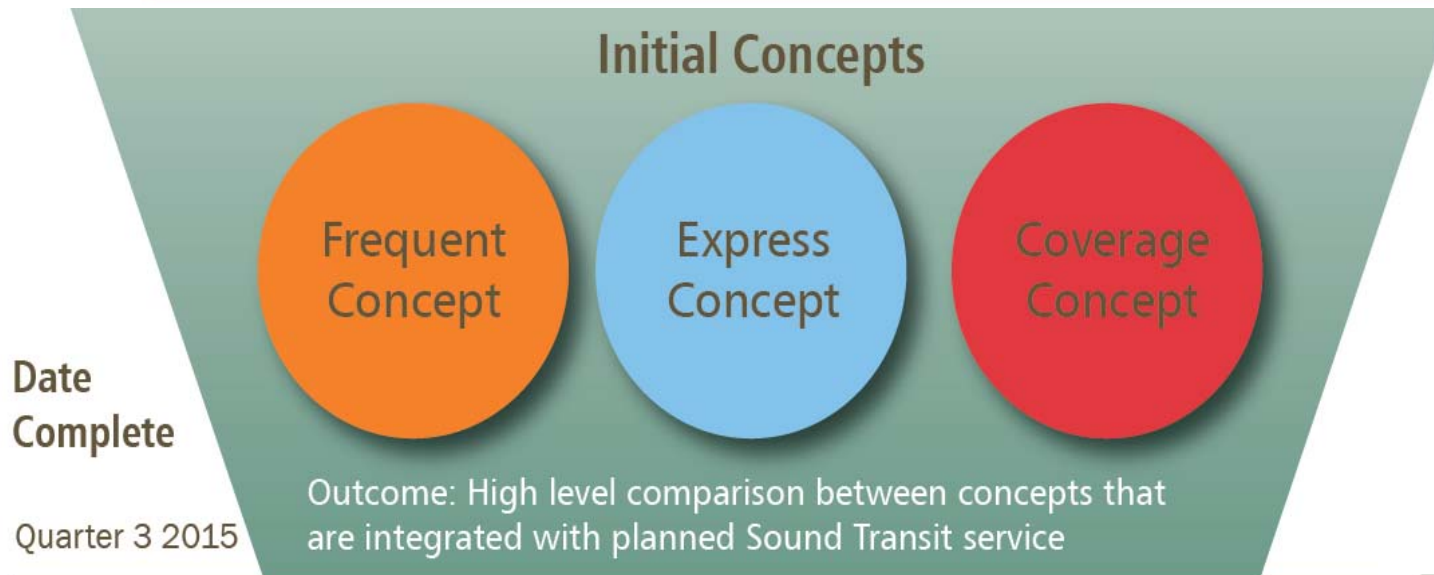 Initial Concepts
Frequent
Concept
Express
Concept
Coverage
Concept
Date
Complete
Quarter 3 2015
Outcome: High level comparison between concepts that
are integrated with planned Sound Transit service